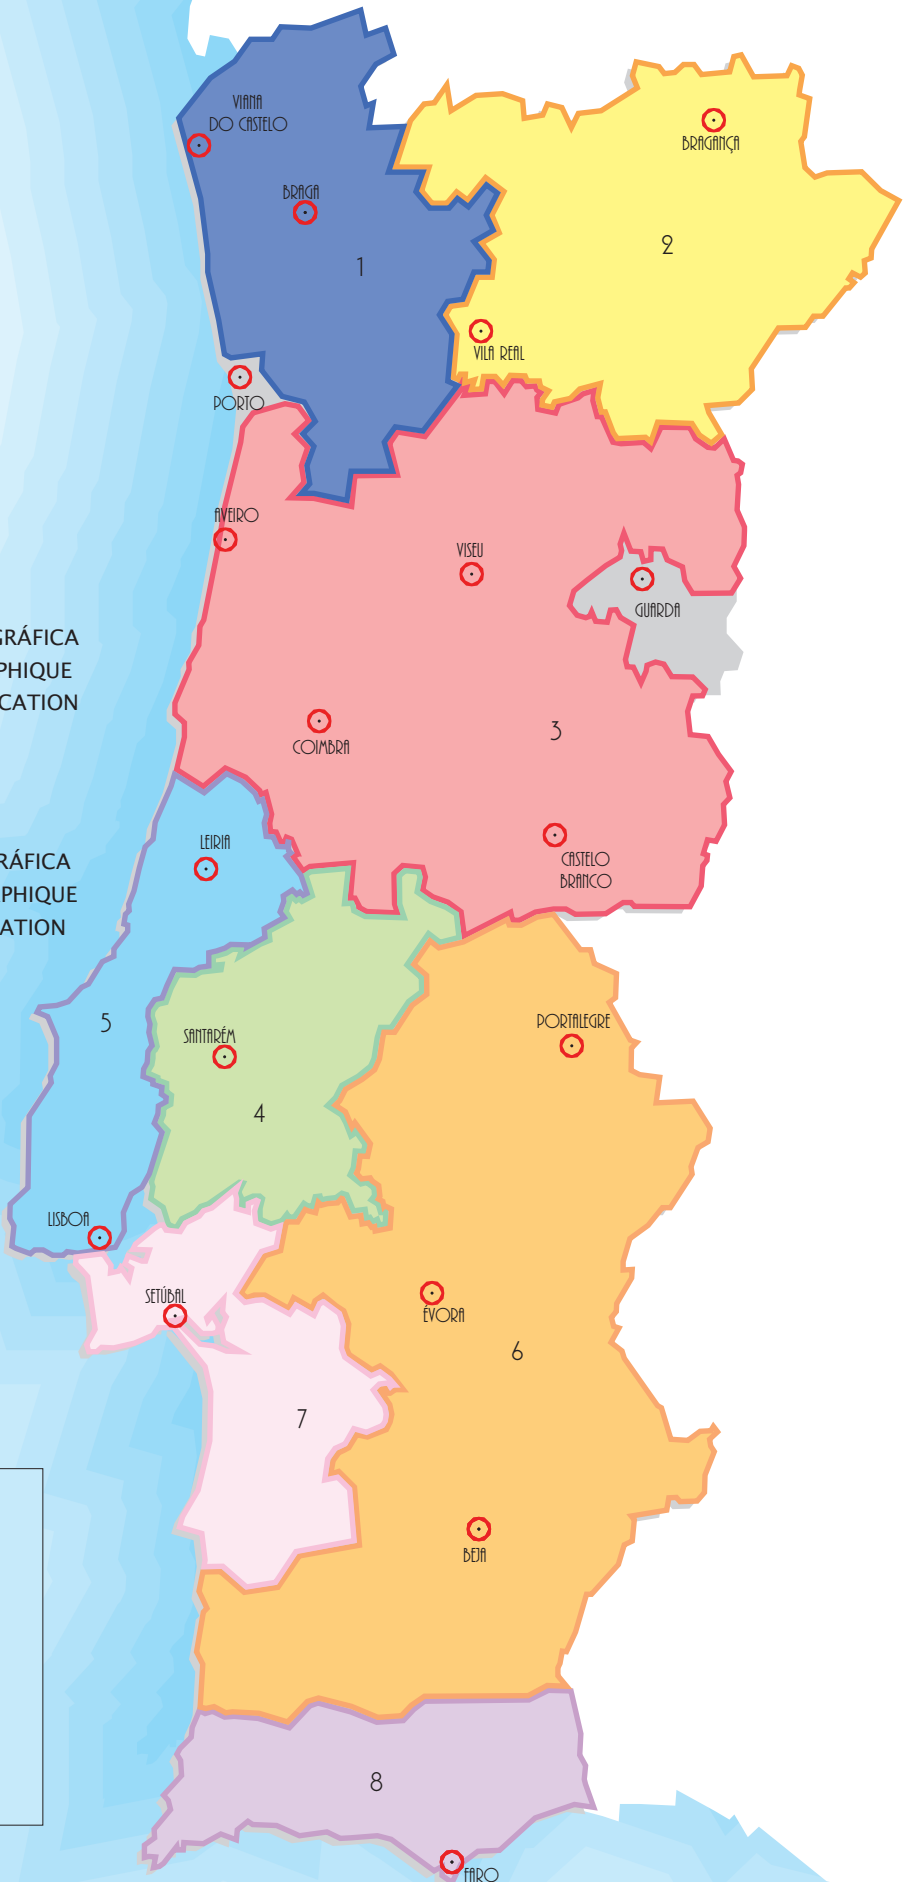 VIANA
DO CASTELO
BRAGANÇA
BRAGA
2
1
VILA REAL
PORTO
AVEIRO
VISEU
GUARDA
GRÁFICA
PHIQUE
CATION
3
COIMBRA
LEIRIA
CASTELO
BRANCO
RÁFICA
PHIQUE
ATION
5
PORTALEGRE
SANTARÉM
4
LISBOA
SETÚBAL
ÉVORA
6
7
BEJA
8
FARO